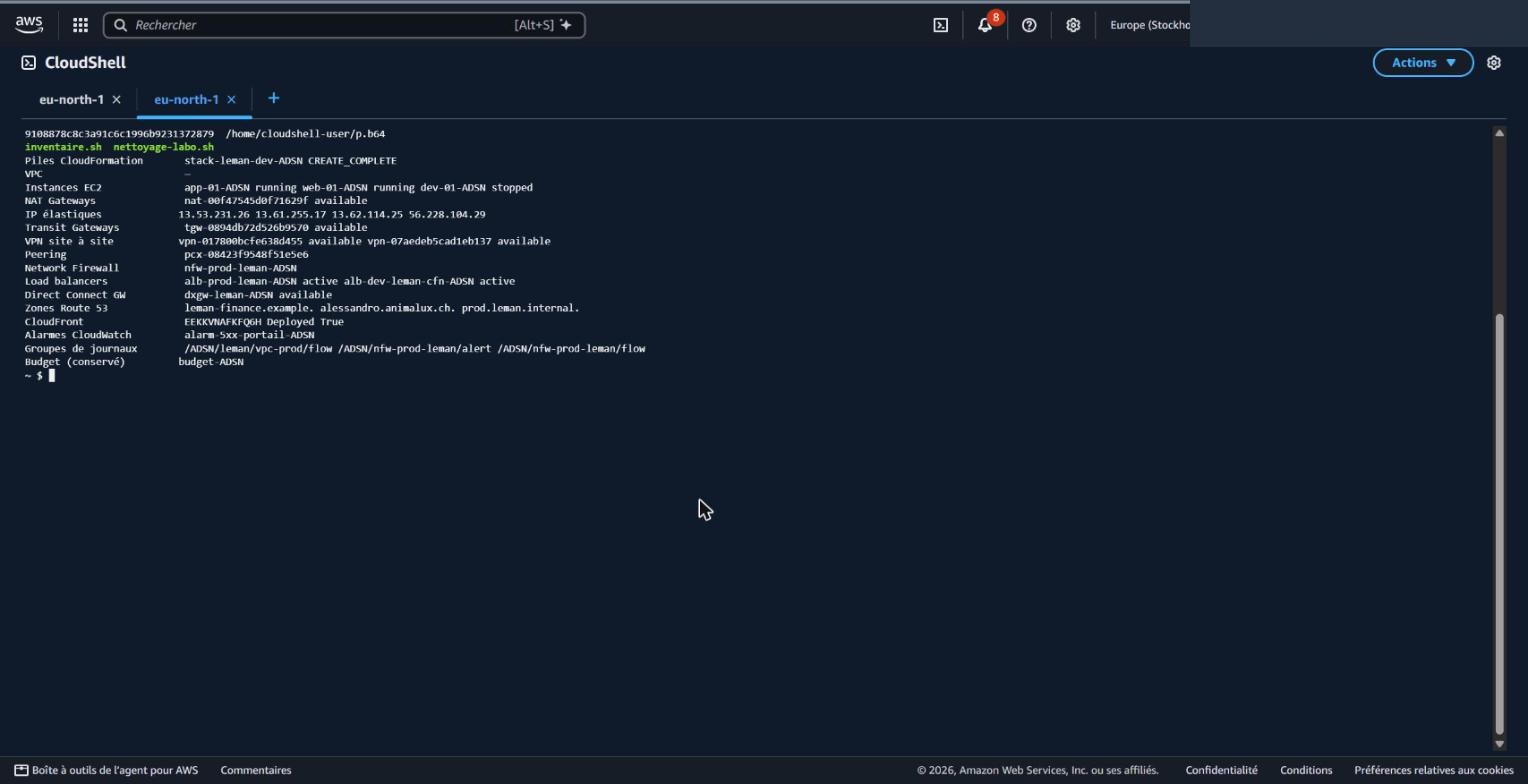 aws
Rechercher [Alt+S]
8
Europe (Stockho
CloudShell
Actions
eu-north-1 × eu-north-1 × +
9108878c8c3a91c6c1996b9231372879 /home/cloudshell-user/p.b64
inventaire.sh nettoyage-labo.sh
Piles CloudFormation stack-leman-dev-ADSN CREATE_COMPLETE
VPC —
Instances EC2 app-01-ADSN running web-01-ADSN running dev-01-ADSN stopped
NAT Gateways nat-00f47545d0f71629f available
IP élastiques 13.53.231.26 13.61.255.17 13.62.114.25 56.228.104.29
Transit Gateways tgw-0894db72d526b9570 available
VPN site à site vpn-017800bcfe638d455 available vpn-07aedeb5cad1eb137 available
Peering pcx-08423f9548f51e5e6
Network Firewall nfw-prod-leman-ADSN
Load balancers alb-prod-leman-ADSN active alb-dev-leman-cfn-ADSN active
Direct Connect GW dxgw-leman-ADSN available
Zones Route 53 leman-finance.example. alessandro.animalux.ch. prod.leman.internal.
CloudFront EEKKVNAFKFQ6H Deployed True
Alarmes CloudWatch alarm-5xx-portail-ADSN
Groupes de journaux /ADSN/leman/vpc-prod/flow /ADSN/nfw-prod-leman/alert /ADSN/nfw-prod-leman/flow
Budget (conservé) budget-ADSN
~ $
Boîte à outils de l'agent pour AWS Commentaires © 2026, Amazon Web Services, Inc. ou ses affiliés. Confidentialité Conditions Préférences relatives aux cookies